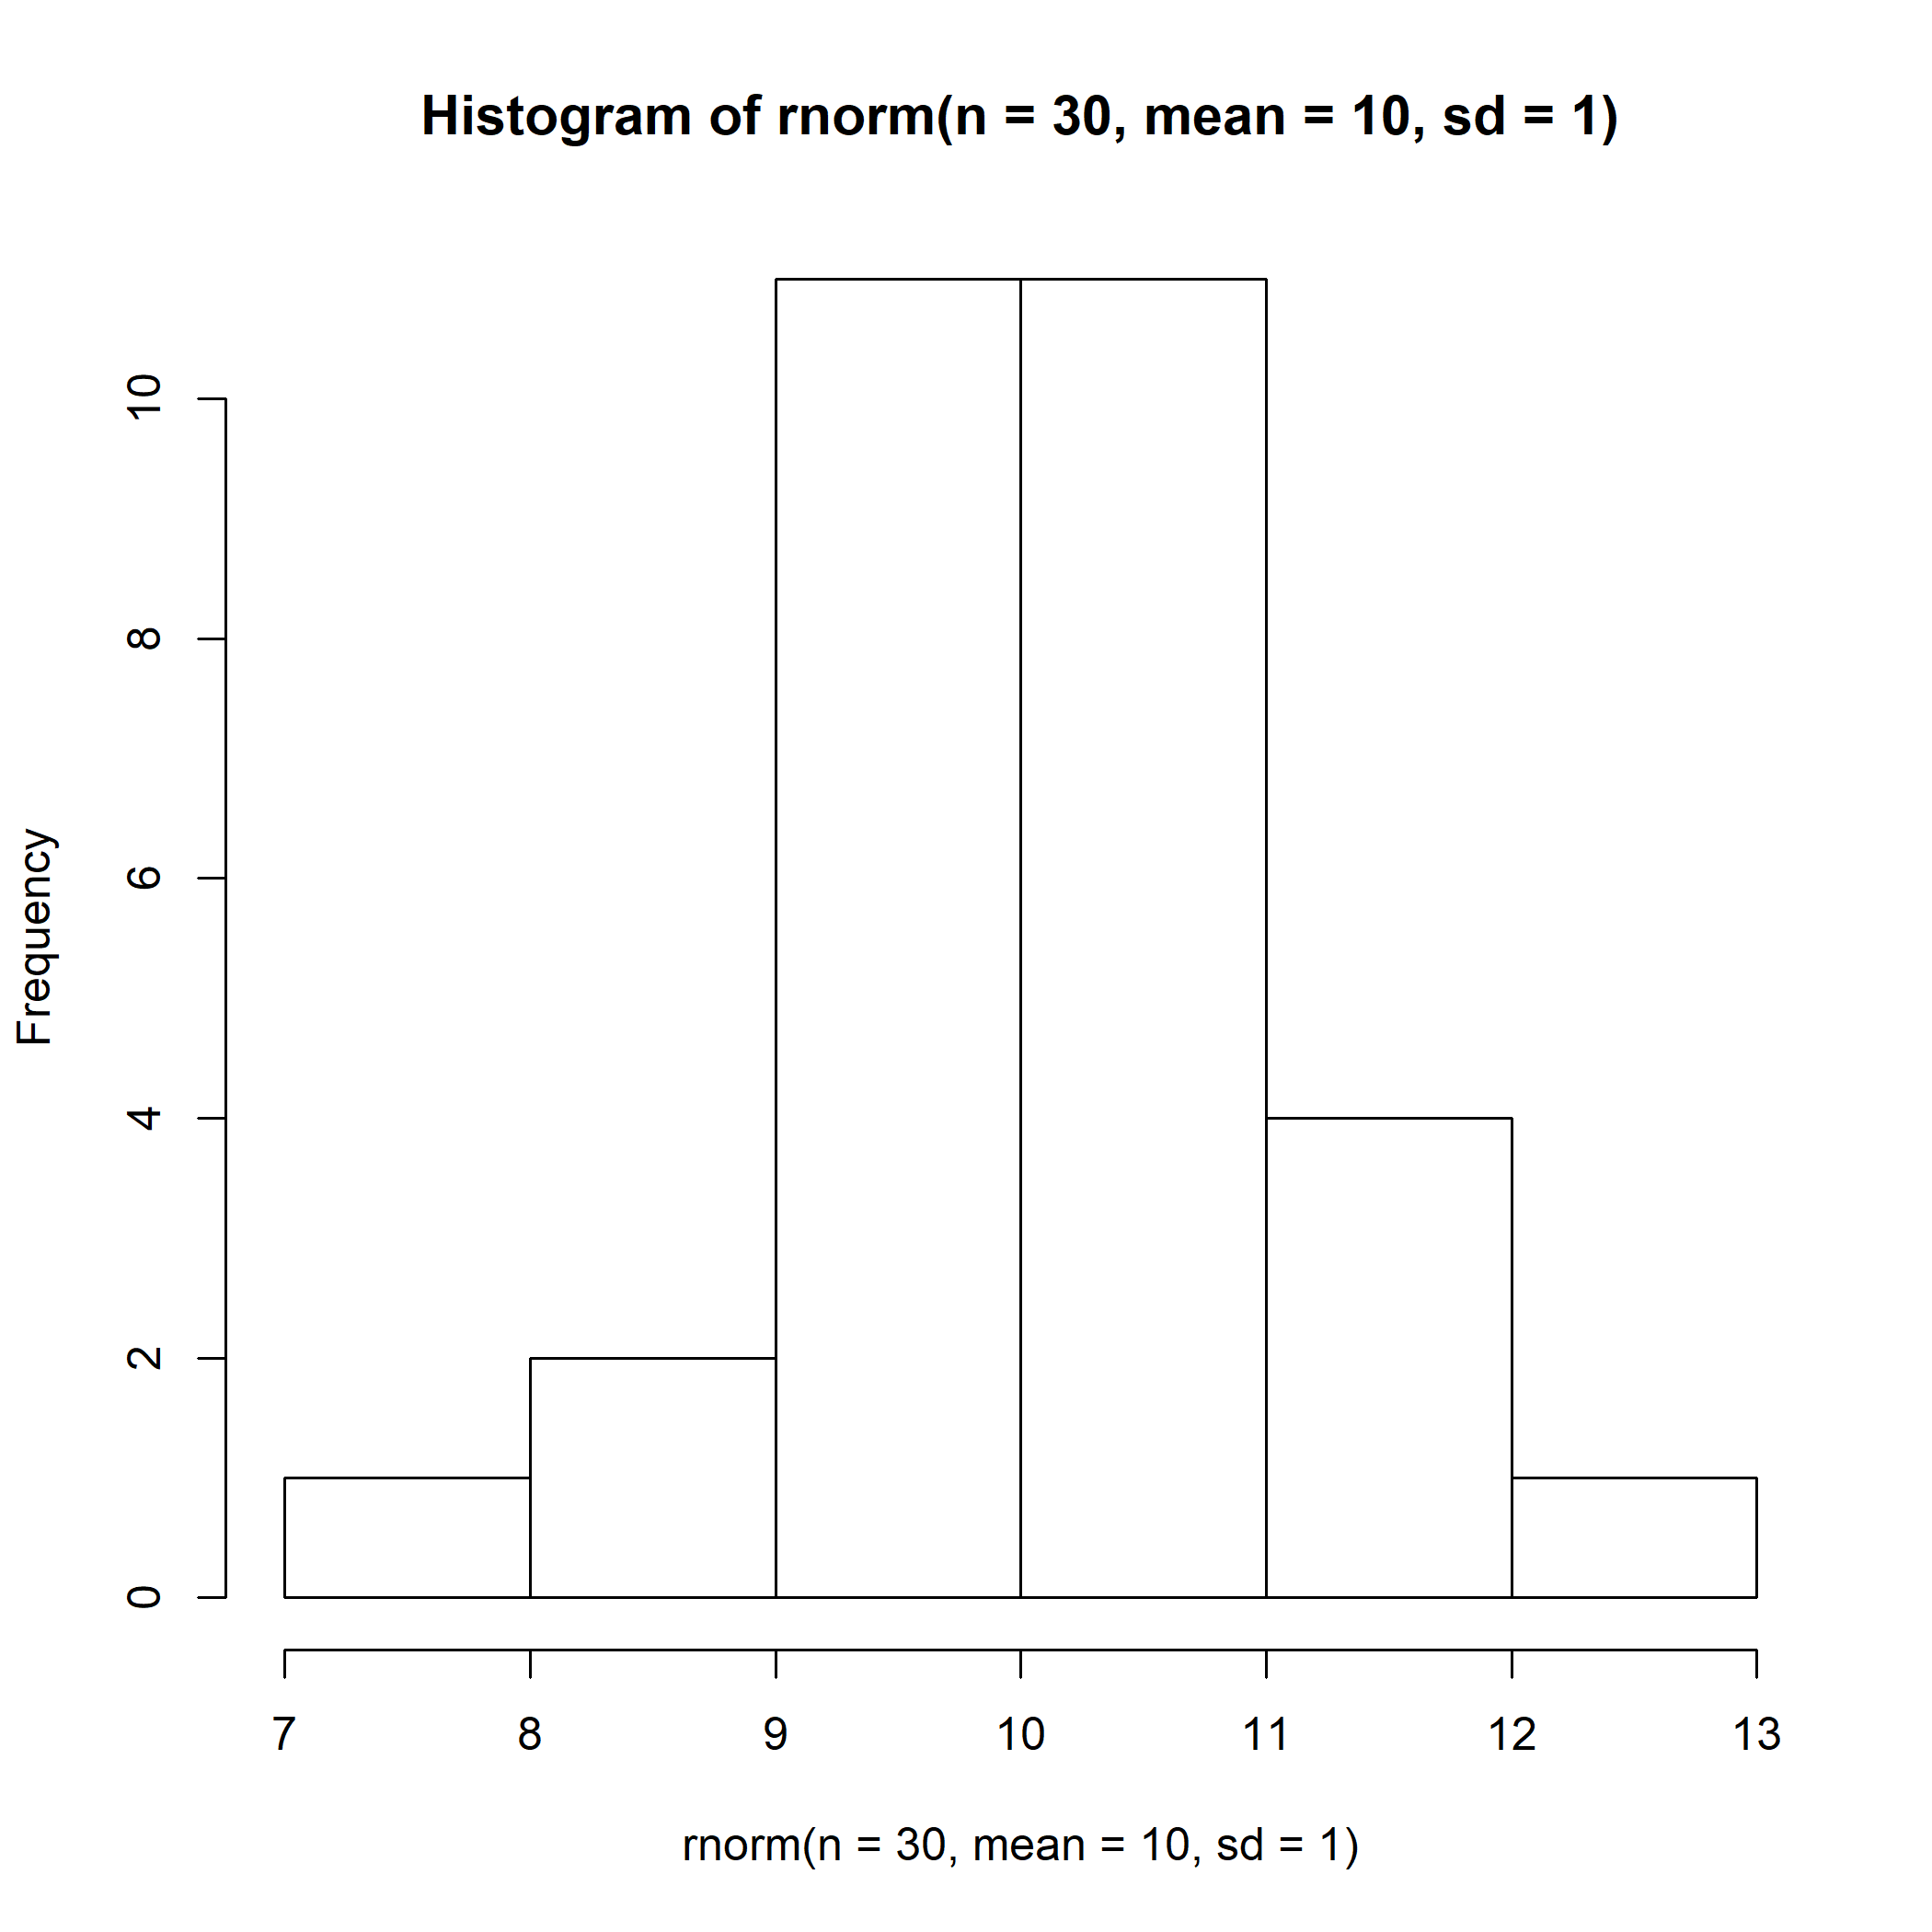 Histogram of rnorm(n = 30, mean = 10, sd = 1)
Frequency
10
8
6
4
2
0
7 8 9 10 11 12 13
rnorm(n = 30, mean = 10, sd = 1)